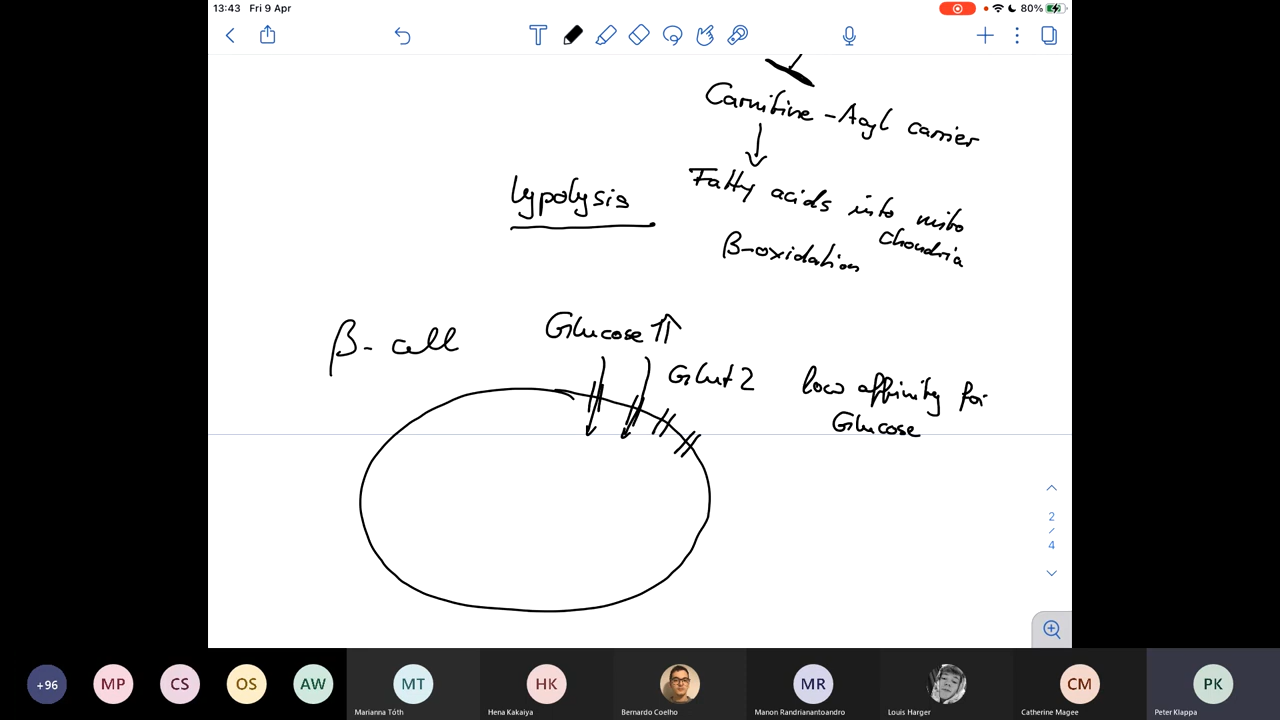 13:43 Fri 9 Apr
80%
T
Carnitine-Acyl carrier
Fatty acids into mito
chondria
Lypolysis
β-oxidation
β-cell
Glucose ⇑
Glut2
low affinity for
Glucose
2
/
4
+96
MP
CS
OS
AW
MT
HK
MR
CM
PK
Marianna Tóth
Hena Kakaiya
Bernardo Coelho
Manon Randrianantoandro
Louis Harger
Catherine Magee
Peter Klappa